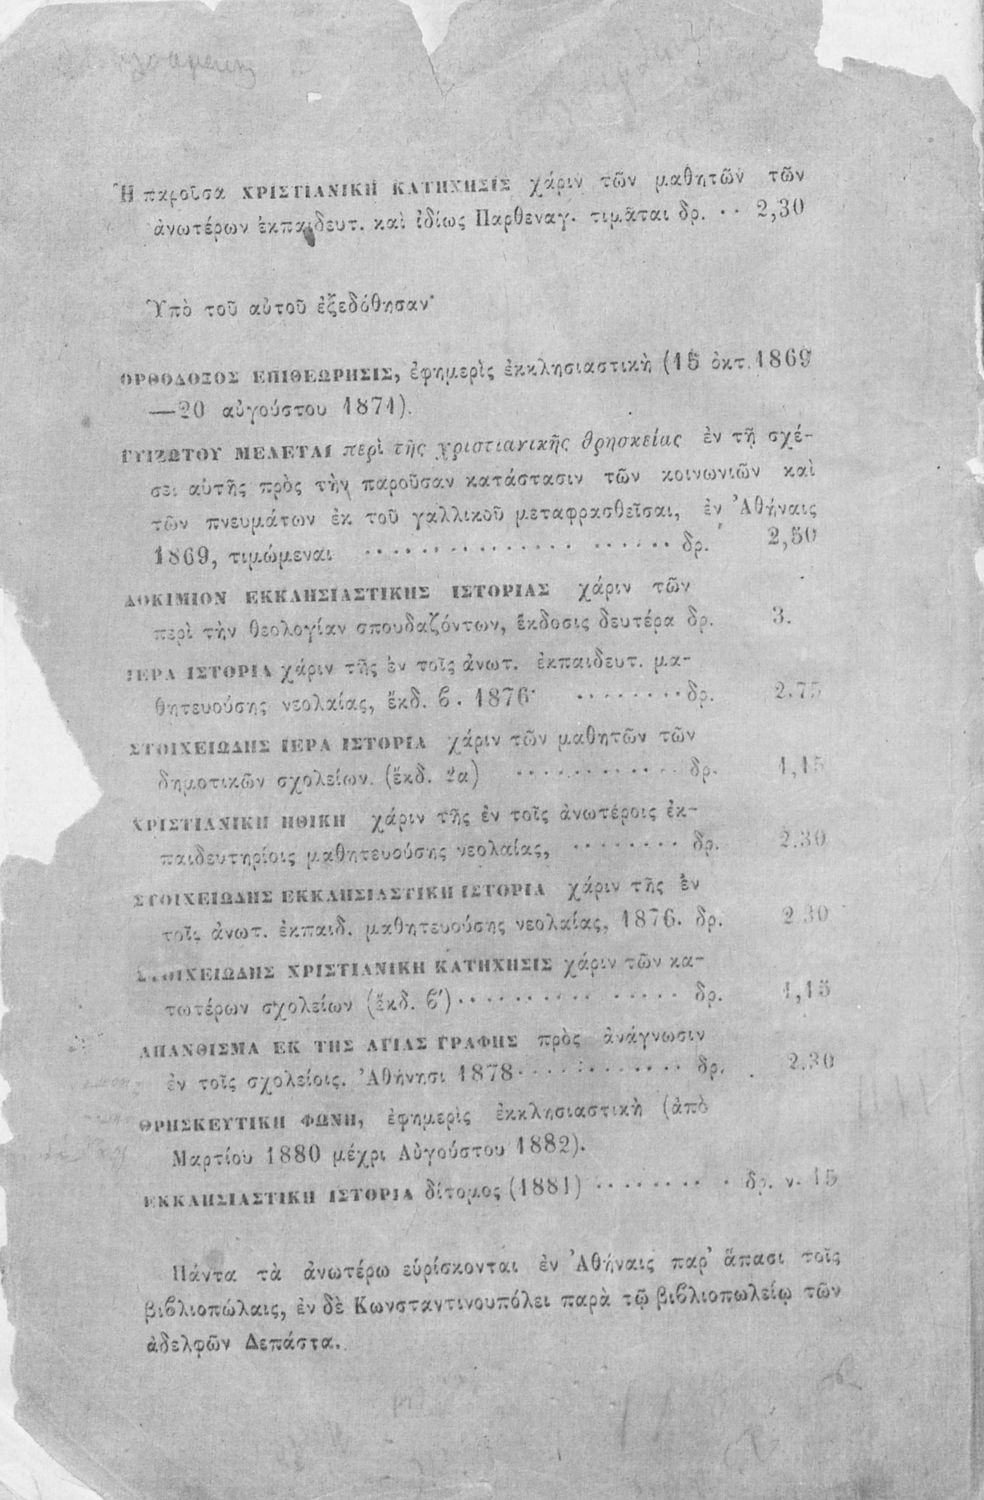 Ἡ παροῦσα ΧΡΙΣΤΙΑΝΙΚΗ ΚΑΤΗΧΗΣΙΣ χάριν τῶν μαθητῶν τῶν
ἀνωτέρων ἐκπαιδευτ. καὶ ἰδίως Παρθεναγ. τιμᾶται δρ. ·· 2,30
Ὑπὸ τοῦ αὐτοῦ ἐξεδόθησαν·
ΟΡΘΟΔΟΞΟΣ ΕΠΙΘΕΩΡΗΣΙΣ, ἐφημερὶς ἐκκλησιαστικὴ (15 ὀκτ. 1869
—20 αὐγούστου 1871).
ΓΥΙΖΩΤΟΥ ΜΕΛΕΤΑΙ περὶ τῆς χριστιανικῆς θρησκείας ἐν τῇ σχέ-
σει αὐτῆς πρὸς τὴν παροῦσαν κατάστασιν τῶν κοινωνιῶν καὶ
τῶν πνευμάτων ἐκ τοῦ γαλλικοῦ μεταφρασθεῖσαι, ἐν Ἀθήναις
1869, τιμώμεναι ·················· δρ. 2,50
ΔΟΚΙΜΙΟΝ ΕΚΚΛΗΣΙΑΣΤΙΚΗΣ ΙΣΤΟΡΙΑΣ χάριν τῶν
περὶ τὴν θεολογίαν σπουδαζόντων, ἔκδοσις δευτέρα δρ. 3.
ΙΕΡΑ ΙΣΤΟΡΙΑ χάριν τῆς ἐν τοῖς ἀνωτ. ἐκπαιδευτ. μα-
θητευούσης νεολαίας, ἔκδ. ϐ. 1876· ········ δρ. 2.75
ΣΤΟΙΧΕΙΩΔΗΣ ΙΕΡΑ ΙΣΤΟΡΙΑ χάριν τῶν μαθητῶν τῶν
δημοτικῶν σχολείων. (ἔκδ. 2α) ············ δρ. 1,15
ΧΡΙΣΤΙΑΝΙΚΗ ΗΘΙΚΗ χάριν τῆς ἐν τοῖς ἀνωτέροις ἐκ-
παιδευτηρίοις μαθητευούσης νεολαίας, ········ δρ. 2.30
ΣΤΟΙΧΕΙΩΔΗΣ ΕΚΚΛΗΣΙΑΣΤΙΚΗ ΙΣΤΟΡΙΑ χάριν τῆς ἐν
τοῖς ἀνωτ. ἐκπαιδ. μαθητευούσης νεολαίας, 1876. δρ. 2 30
ΣΤΟΙΧΕΙΩΔΗΣ ΧΡΙΣΤΙΑΝΙΚΗ ΚΑΤΗΧΗΣΙΣ χάριν τῶν κα-
τωτέρων σχολείων (ἔκδ. ϐ′) ·············· δρ. 1,15
ΑΠΑΝΘΙΣΜΑ ΕΚ ΤΗΣ ΑΓΙΑΣ ΓΡΑΦΗΣ πρὸς ἀνάγνωσιν
ἐν τοῖς σχολείοις. Ἀθήνησι 1878 ············ δρ. 2.30
ΘΡΗΣΚΕΥΤΙΚΗ ΦΩΝΗ, ἐφημερὶς ἐκκλησιαστικὴ (ἀπὸ
Μαρτίου 1880 μέχρι Αὐγούστου 1882).
ΕΚΚΛΗΣΙΑΣΤΙΚΗ ΙΣΤΟΡΙΑ δίτομος (1881) ········ δρ. ν. 15
Πάντα τὰ ἀνωτέρω εὑρίσκονται ἐν Ἀθήναις παρ' ἅπασι τοῖς
βιϐλιοπώλαις, ἐν δὲ Κωνσταντινουπόλει παρὰ τῷ βιϐλιοπωλείῳ τῶν
ἀδελφῶν Δεπάστα.